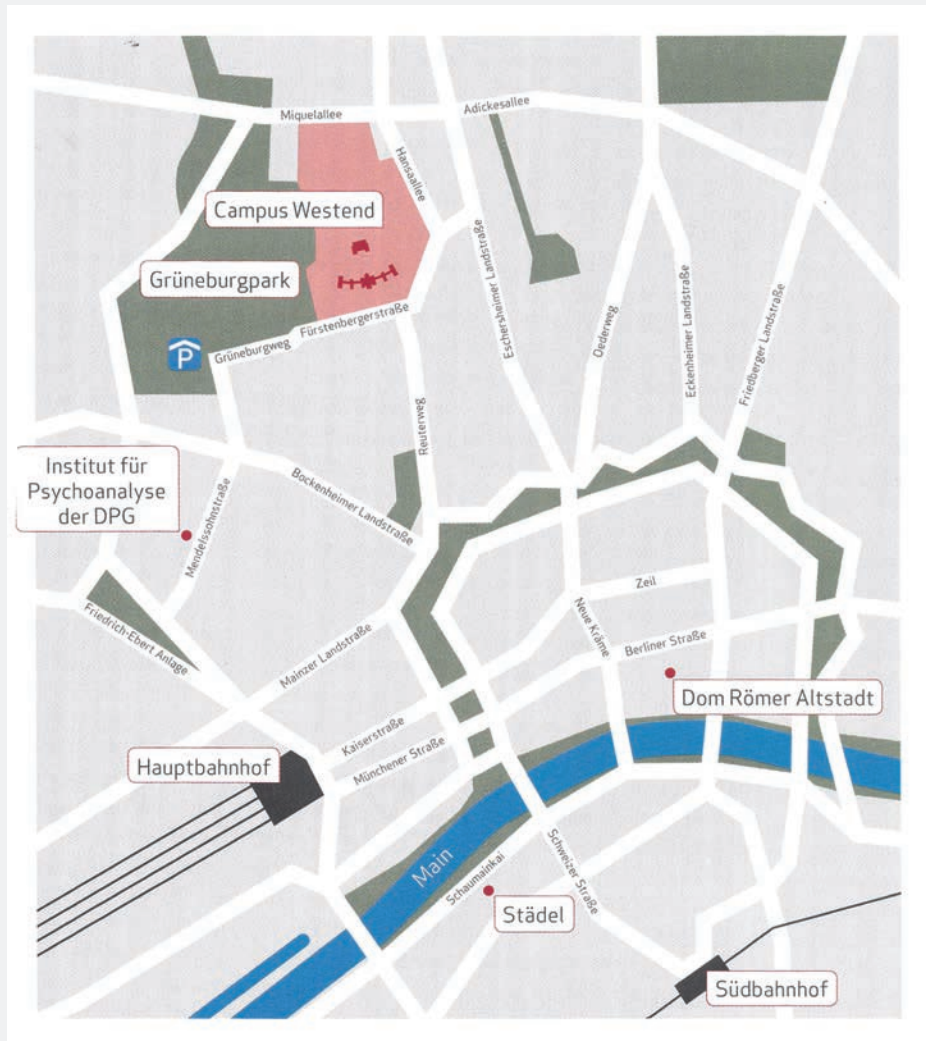 Miquelallee
Adickesallee
Hansaallee
Campus Westend
Grüneburgpark
Eschersheimer Landstraße
Oederweg
Eckenheimer Landstraße
Friedberger Landstraße
Fürstenbergerstraße
Grüneburgweg
P
Reuterweg
Institut für
Psychoanalyse
der DPG
Mendelssohnstraße
Bockenheimer Landstraße
Zeil
Neue Kräme
Berliner Straße
Friedrich-Ebert Anlage
Mainzer Landstraße
Dom Römer Altstadt
Kaiserstraße
Münchener Straße
Hauptbahnhof
Main
Schaumainkai
Schweizer Straße
Städel
Südbahnhof